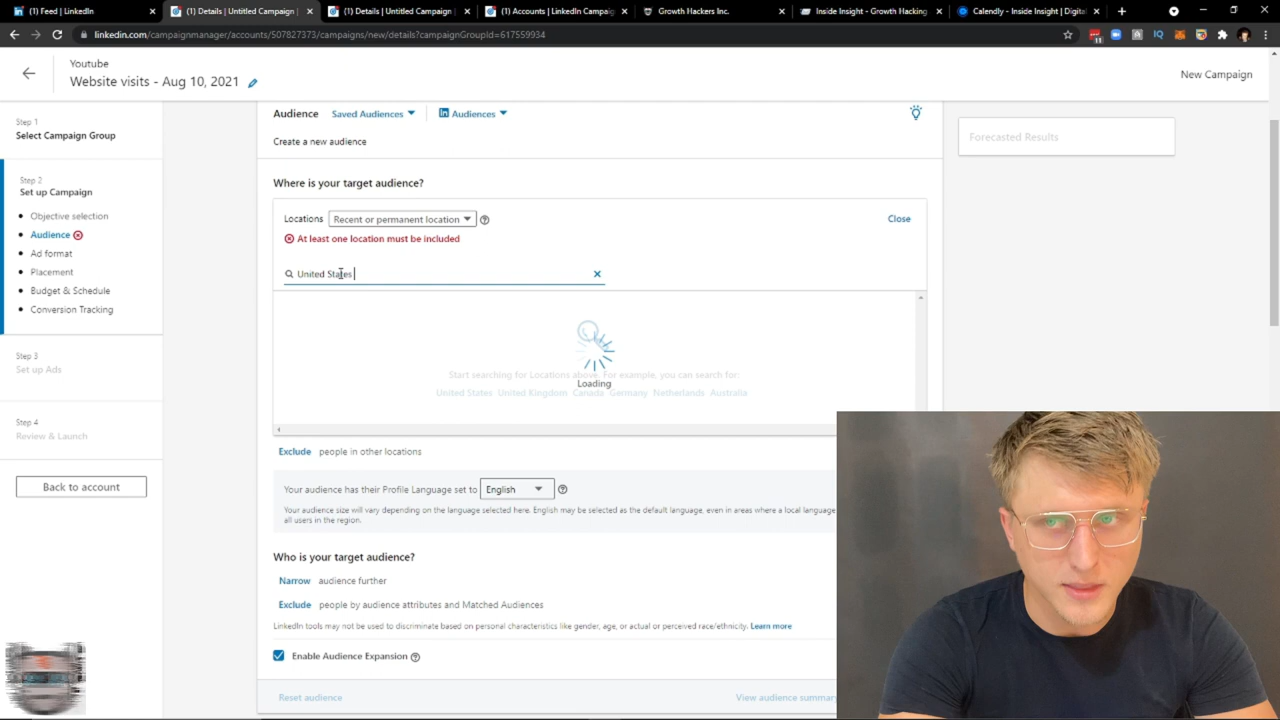 (1) Feed | LinkedIn
(1) Details | Untitled Campaign |
(1) Details | Untitled Campaign |
(1) Accounts | LinkedIn Campaign
Growth Hackers Inc.
Inside Insight - Growth Hacking
Calendly - Inside Insight | Digital
linkedin.com/campaignmanager/accounts/507827373/campaigns/new/details?campaignGroupId=617559934
11
Youtube
Website visits - Aug 10, 2021
New Campaign
Step 1
Select Campaign Group
Step 2
Set up Campaign
Objective selection
Audience
Ad format
Placement
Budget & Schedule
Conversion Tracking
Step 3
Set up Ads
Step 4
Review & Launch
Back to account
Audience
Saved Audiences
in Audiences
Create a new audience
Where is your target audience?
Locations
Recent or permanent location
Close
At least one location must be included
United States
Start searching for Locations above. For example, you can search for:
Loading
United States United Kingdom Canada Germany Netherlands Australia
Exclude people in other locations
Your audience has their Profile Language set to
English
Your audience size will vary depending on the language selected here. English may be selected as the default language, even in areas where a local language
all users in the region.
Who is your target audience?
Narrow audience further
Exclude people by audience attributes and Matched Audiences
LinkedIn tools may not be used to discriminate based on personal characteristics like gender, age, or actual or perceived race/ethnicity. Learn more
Enable Audience Expansion
Reset audience
View audience summary
Forecasted Results